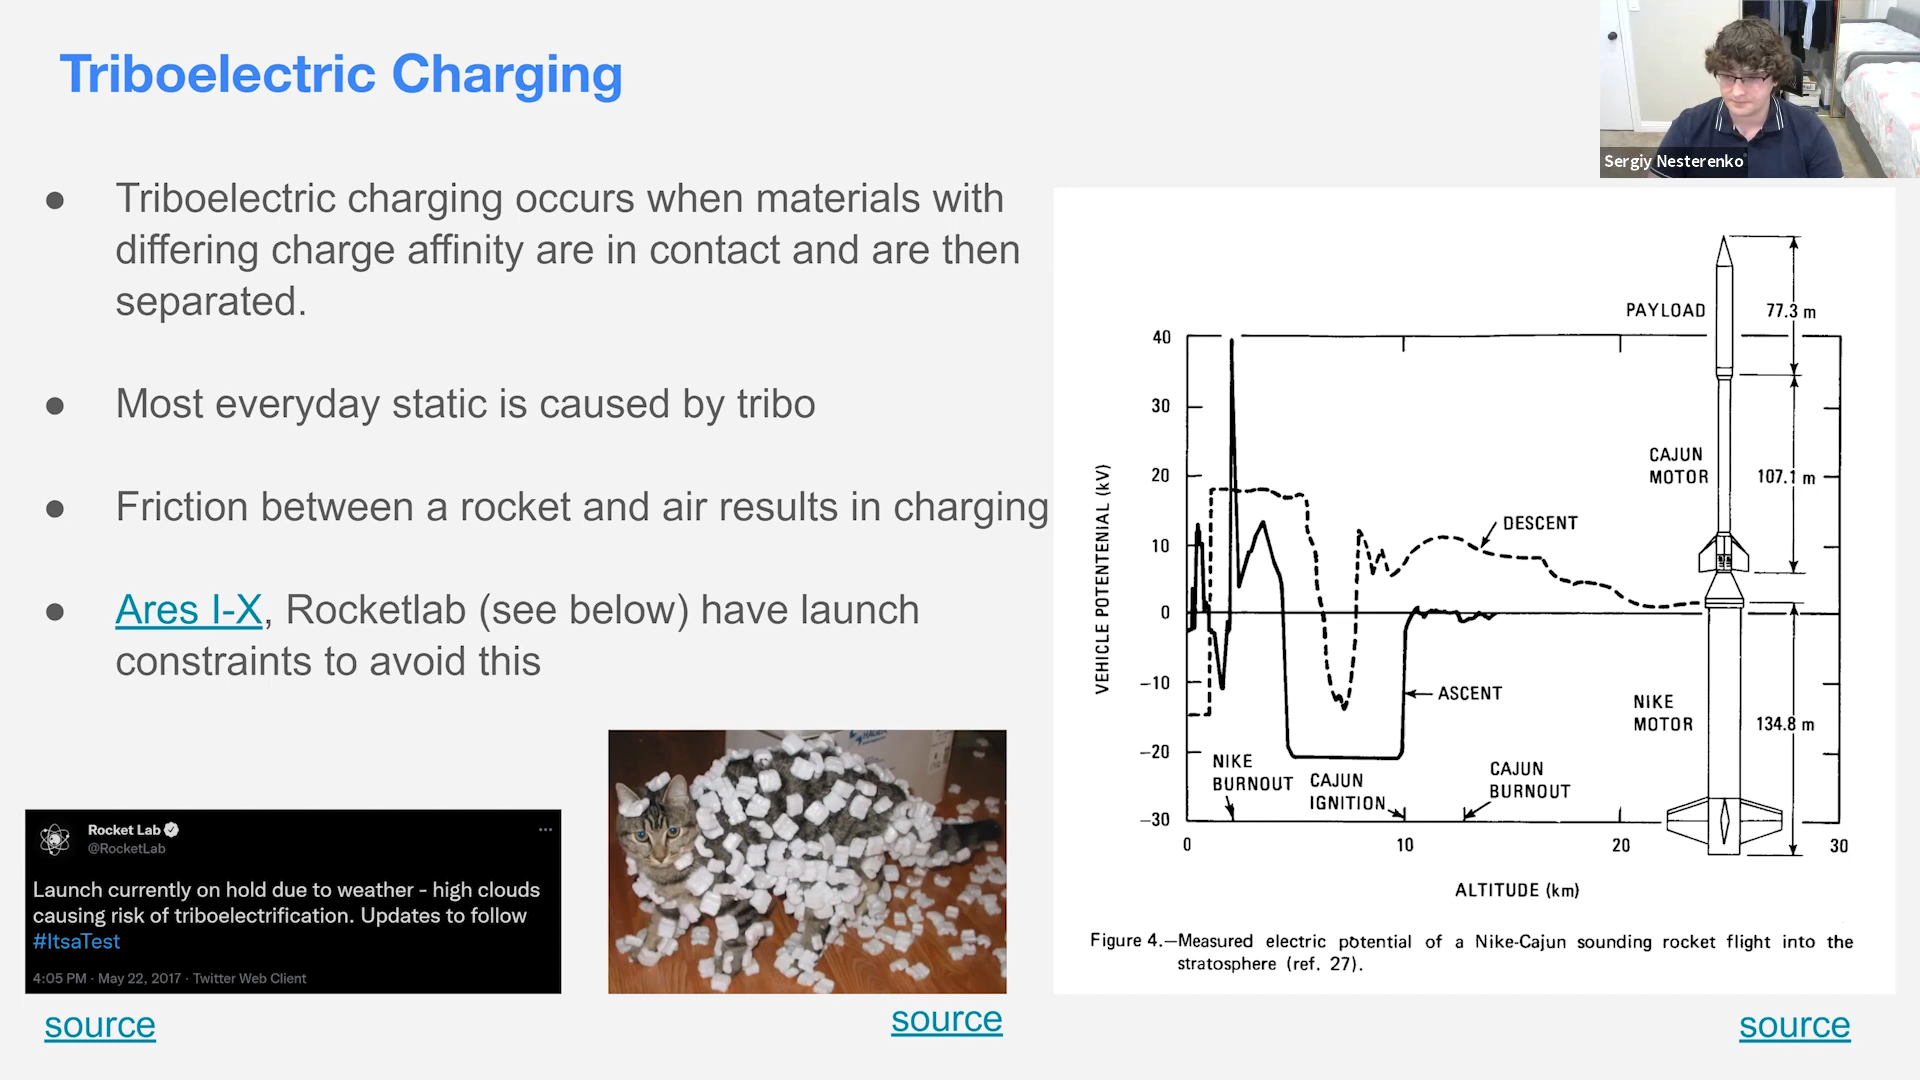 Triboelectric Charging
Sergiy Nesterenko
● Triboelectric charging occurs when materials with
differing charge affinity are in contact and are then
separated.
● Most everyday static is caused by tribo
● Friction between a rocket and air results in charging
● Ares I-X, Rocketlab (see below) have launch
constraints to avoid this
Rocket Lab
@RocketLab
Launch currently on hold due to weather - high clouds
causing risk of triboelectrification. Updates to follow
#ItsaTest
4:05 PM · May 22, 2017 · Twitter Web Client
source
source
PAYLOAD
77.3 m
CAJUN
MOTOR
107.1 m
NIKE
MOTOR
134.8 m
VEHICLE POTENTENIAL (kV)
40
30
20
10
0
−10
−20
−30
DESCENT
ASCENT
NIKE
BURNOUT
CAJUN
IGNITION
CAJUN
BURNOUT
0 10 20 30
ALTITUDE (km)
Figure 4.—Measured electric potential of a Nike-Cajun sounding rocket flight into the
stratosphere (ref. 27).
source